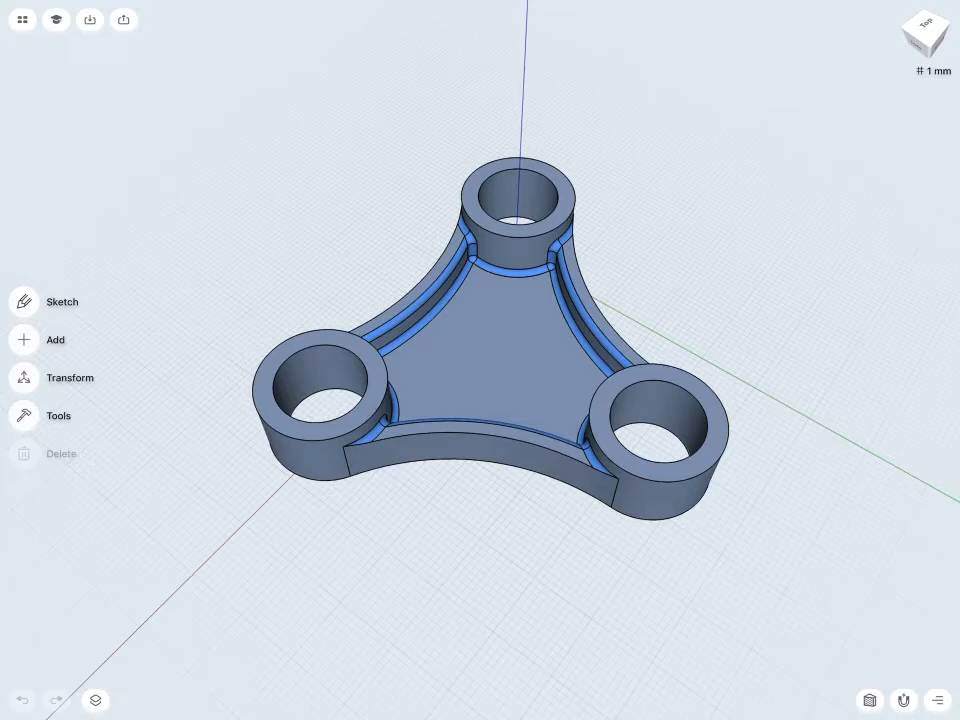 Top
# 1 mm
Sketch
Add
Transform
Tools
Delete